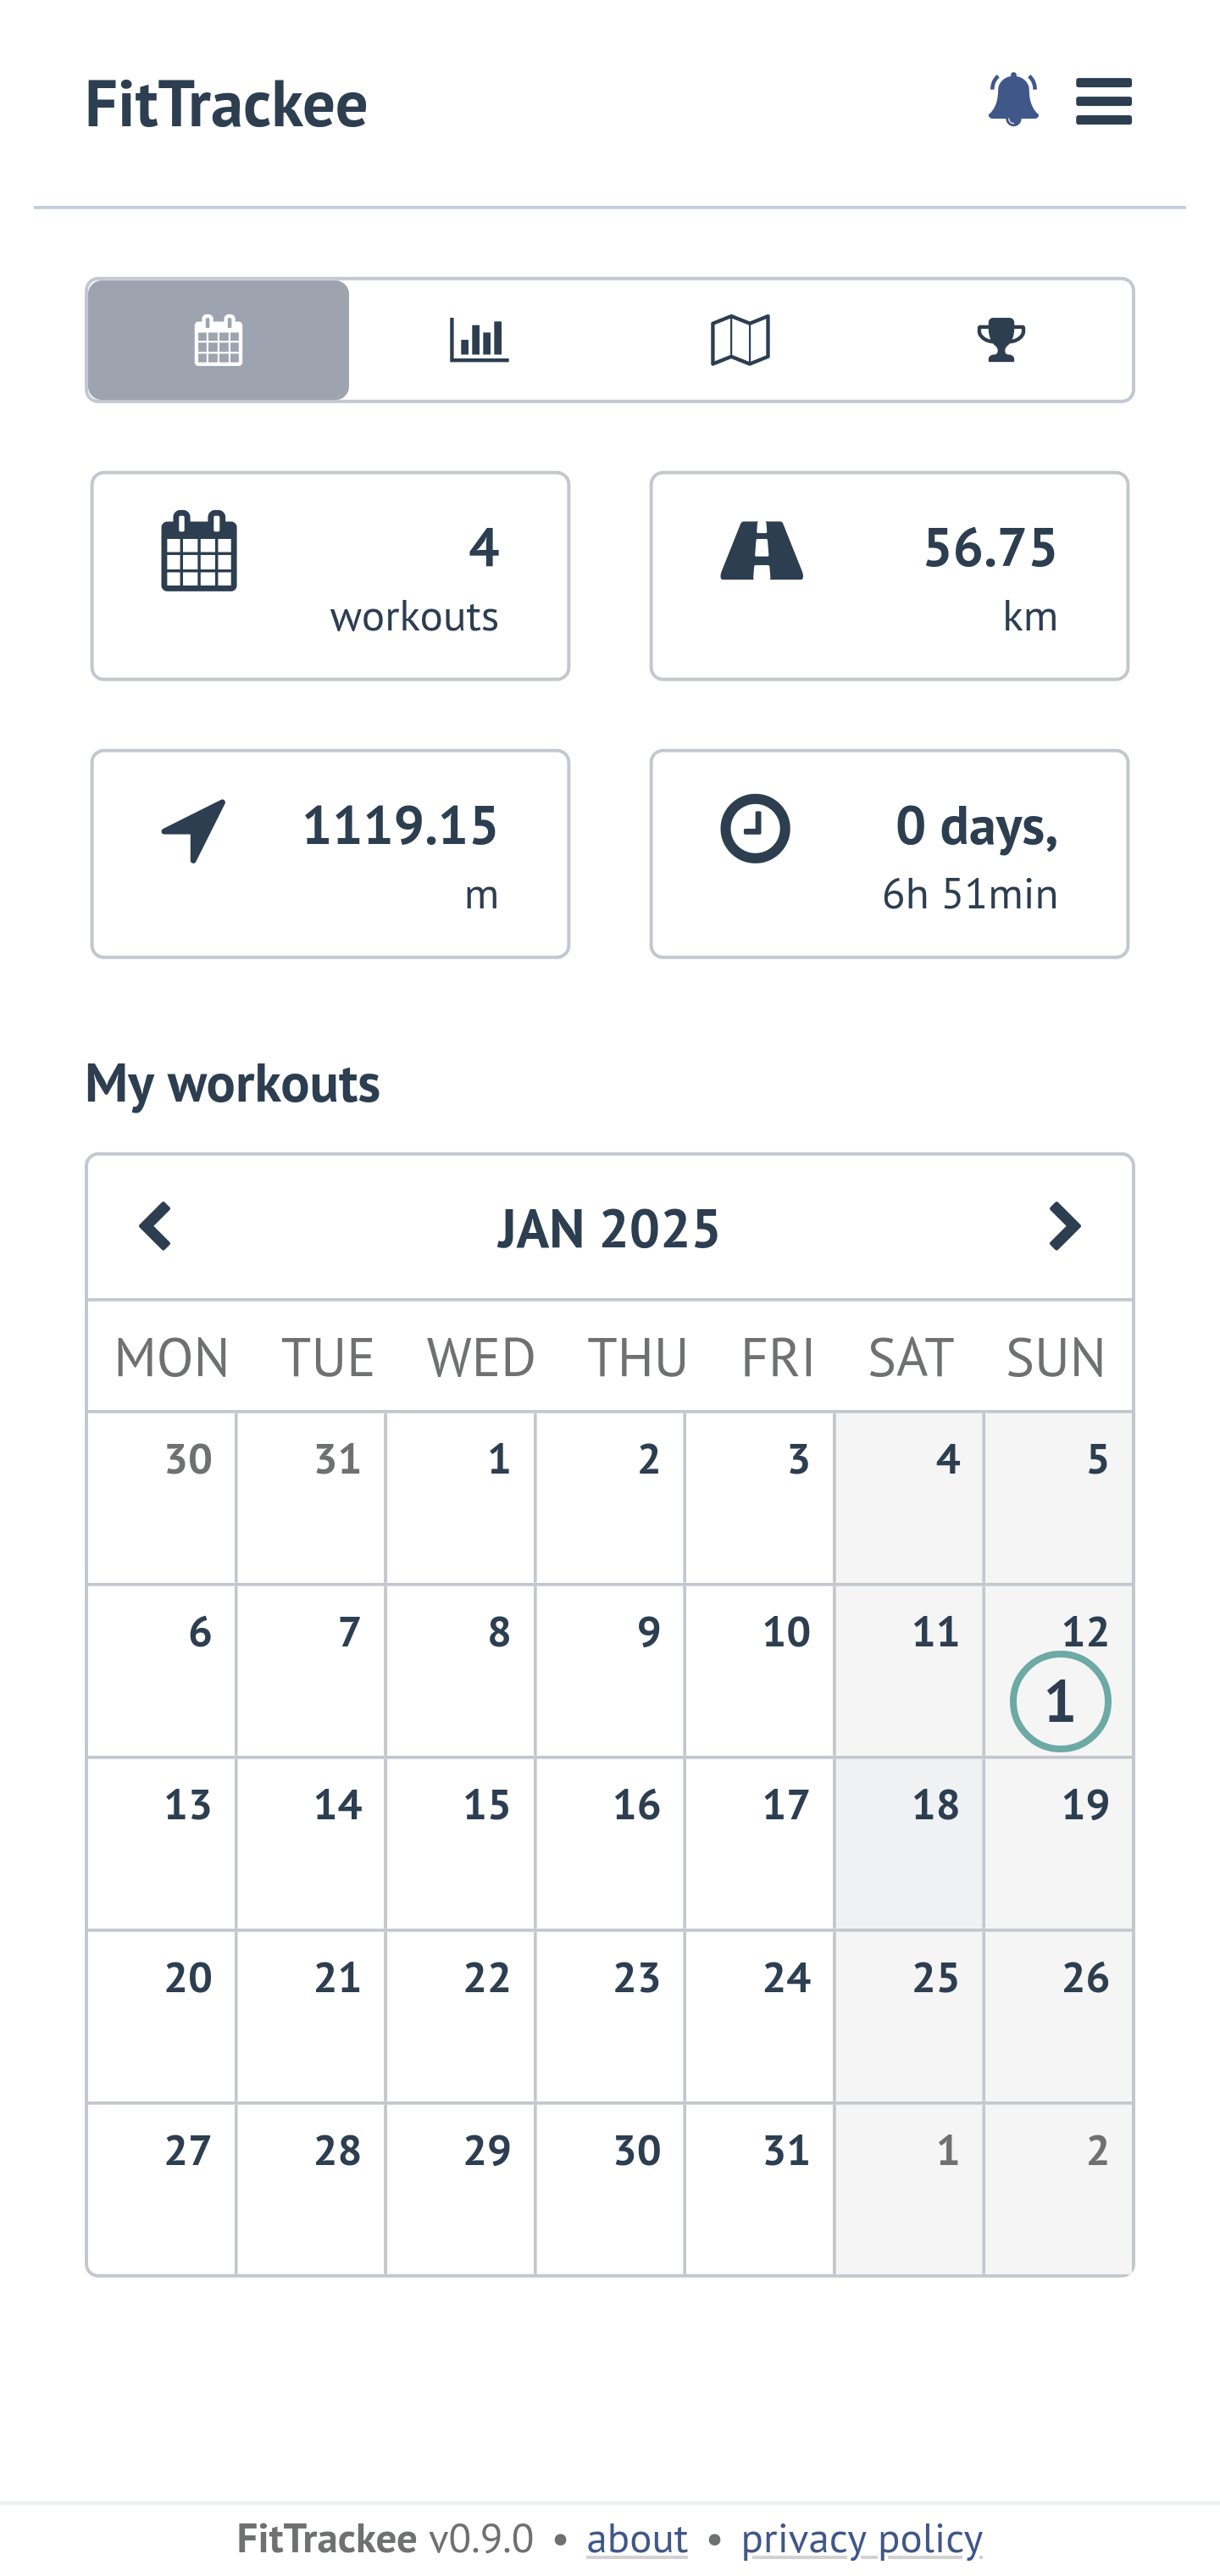 FitTrackee
4
workouts
56.75
km
1119.15
m
0 days,
6h 51min
My workouts
JAN 2025
MON TUE WED THU FRI SAT SUN
30 31 1 2 3 4 5
6 7 8 9 10 11 12
1
13 14 15 16 17 18 19
20 21 22 23 24 25 26
27 28 29 30 31 1 2
FitTrackee v0.9.0 • about • privacy policy